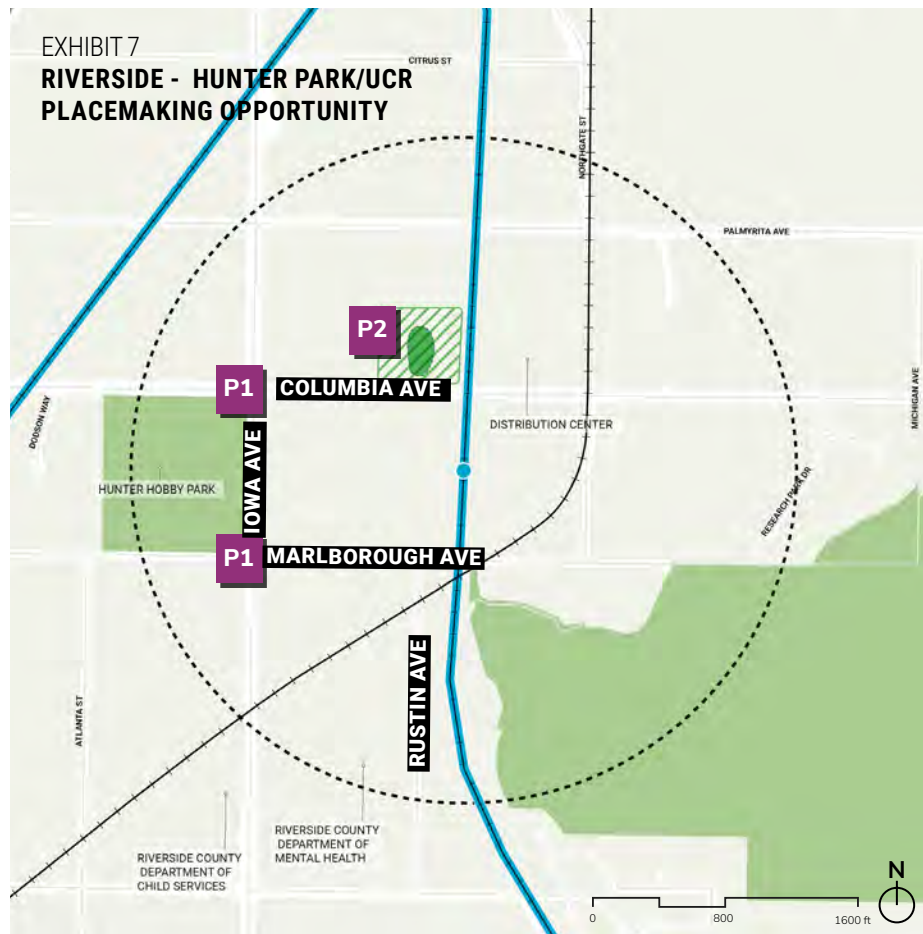 EXHIBIT 7
RIVERSIDE - HUNTER PARK/UCR
PLACEMAKING OPPORTUNITY
CITRUS ST
NORTHGATE ST
PALMYRITA AVE
P2
P1
COLUMBIA AVE
MICHIGAN AVE
DODSON WAY
DISTRIBUTION CENTER
IOWA AVE
HUNTER HOBBY PARK
RESEARCH PARK DR
P1
MARLBOROUGH AVE
RUSTIN AVE
ATLANTA ST
RIVERSIDE COUNTY
DEPARTMENT OF
MENTAL HEALTH
RIVERSIDE COUNTY
DEPARTMENT OF
CHILD SERVICES
N
0
800
1600 ft